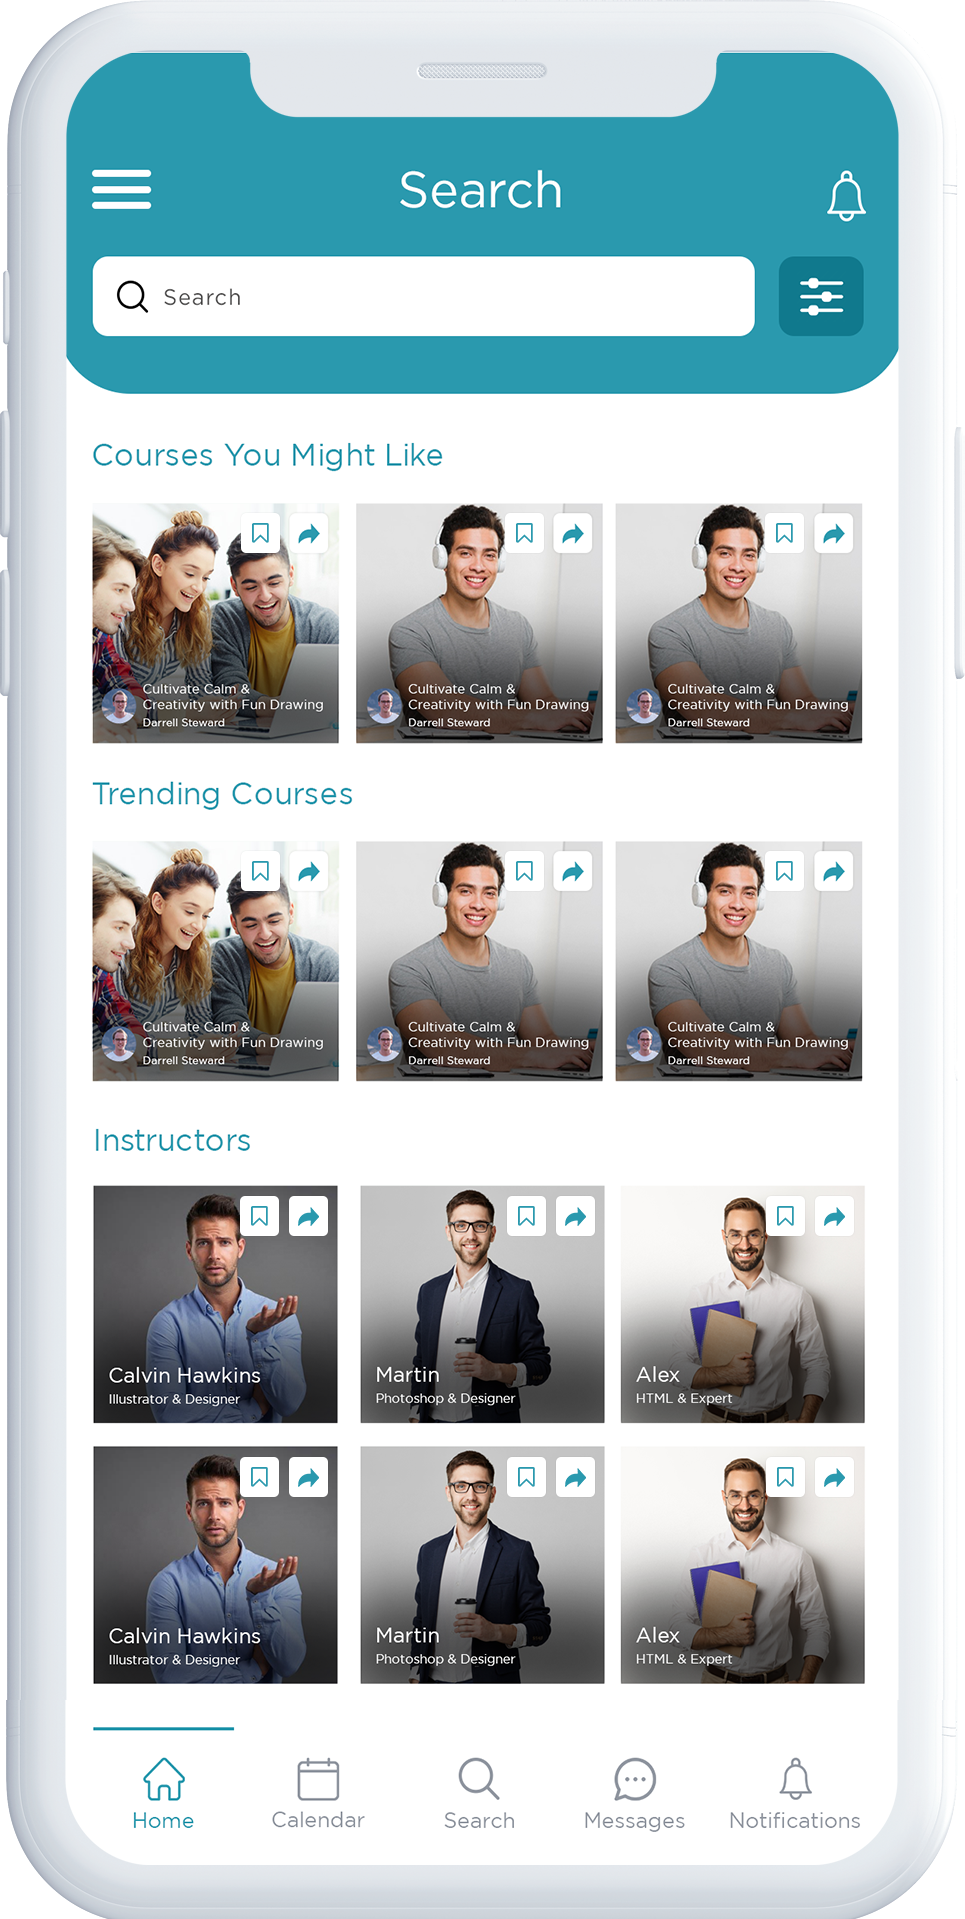 Search
Search
Courses You Might Like
Cultivate Calm &
Creativity with Fun Drawing
Darrell Steward
Cultivate Calm &
Creativity with Fun Drawing
Darrell Steward
Cultivate Calm &
Creativity with Fun Drawing
Darrell Steward
Trending Courses
Cultivate Calm &
Creativity with Fun Drawing
Darrell Steward
Cultivate Calm &
Creativity with Fun Drawing
Darrell Steward
Cultivate Calm &
Creativity with Fun Drawing
Darrell Steward
Instructors
Calvin Hawkins
Illustrator & Designer
Martin
Photoshop & Designer
Alex
HTML & Expert
Calvin Hawkins
Illustrator & Designer
Martin
Photoshop & Designer
Alex
HTML & Expert
Home
Calendar
Search
Messages
Notifications